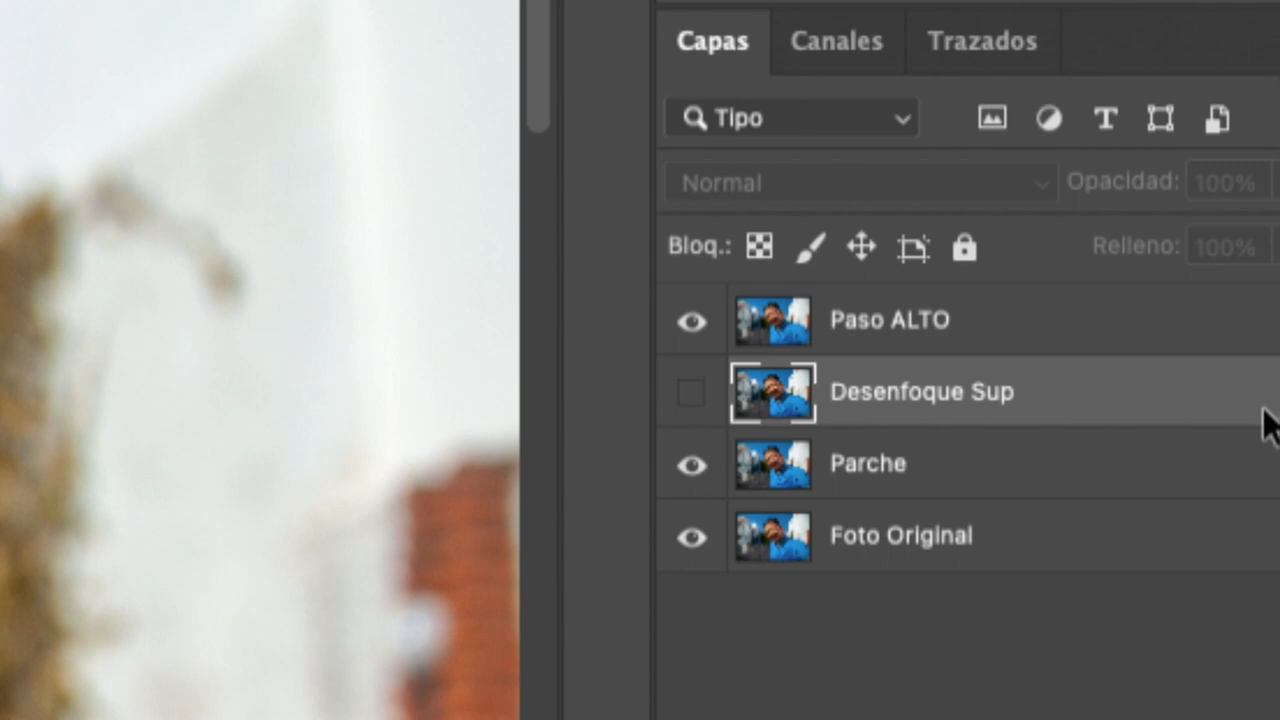 Capas Canales Trazados
Tipo
Normal Opacidad: 100%
Bloq.: Relleno: 100%
Paso ALTO
Desenfoque Sup
Parche
Foto Original